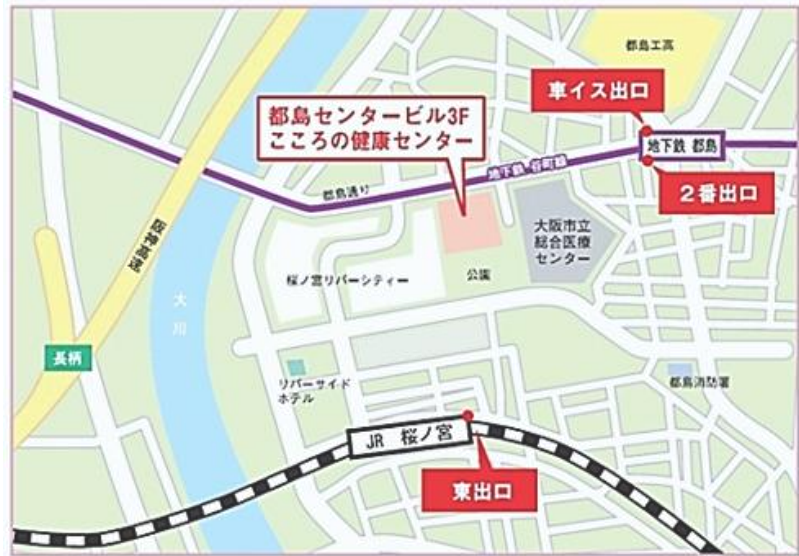 都島工高
車イス出口
都島センタービル3F
こころの健康センター
地下鉄 都島
地下鉄 谷町線
都島通り
2番出口
大阪市立
総合医療
センター
阪神高速
桜ノ宮リバーシティー
公園
大川
長柄
リバーサイド
ホテル
都島消防署
JR 桜ノ宮
東出口